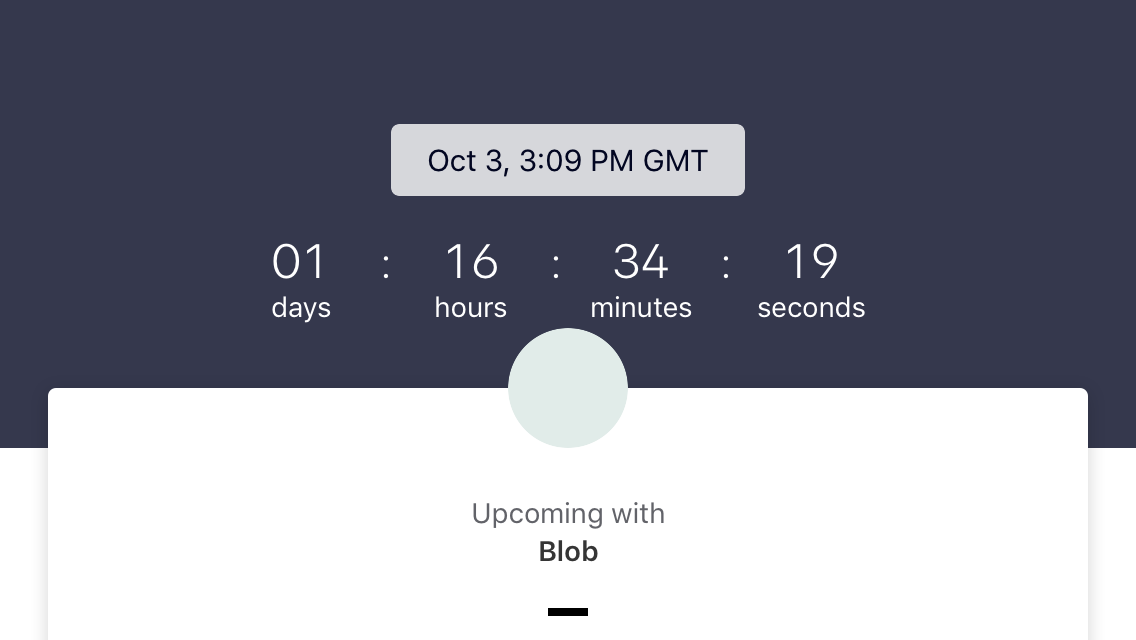 Oct 3, 3:09 PM GMT
01 : 16 : 34 : 19
days hours minutes seconds
Upcoming with
Blob